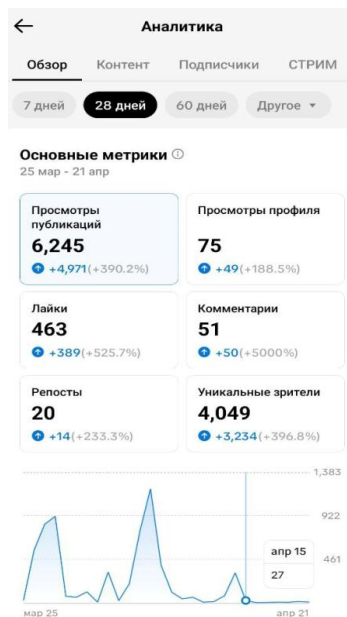 Аналитика
Обзор Контент Подписчики СТРИМ
7 дней 28 дней 60 дней Другое
Основные метрики
25 мар - 21 апр
Просмотры публикаций
6,245
+4,971(+390.2%)
Просмотры профиля
75
+49(+188.5%)
Лайки
463
+389(+525.7%)
Комментарии
51
+50(+5000%)
Репосты
20
+14(+233.3%)
Уникальные зрители
4,049
+3,234(+396.8%)
1,383
922
461
апр 15
27
мар 25
апр 21